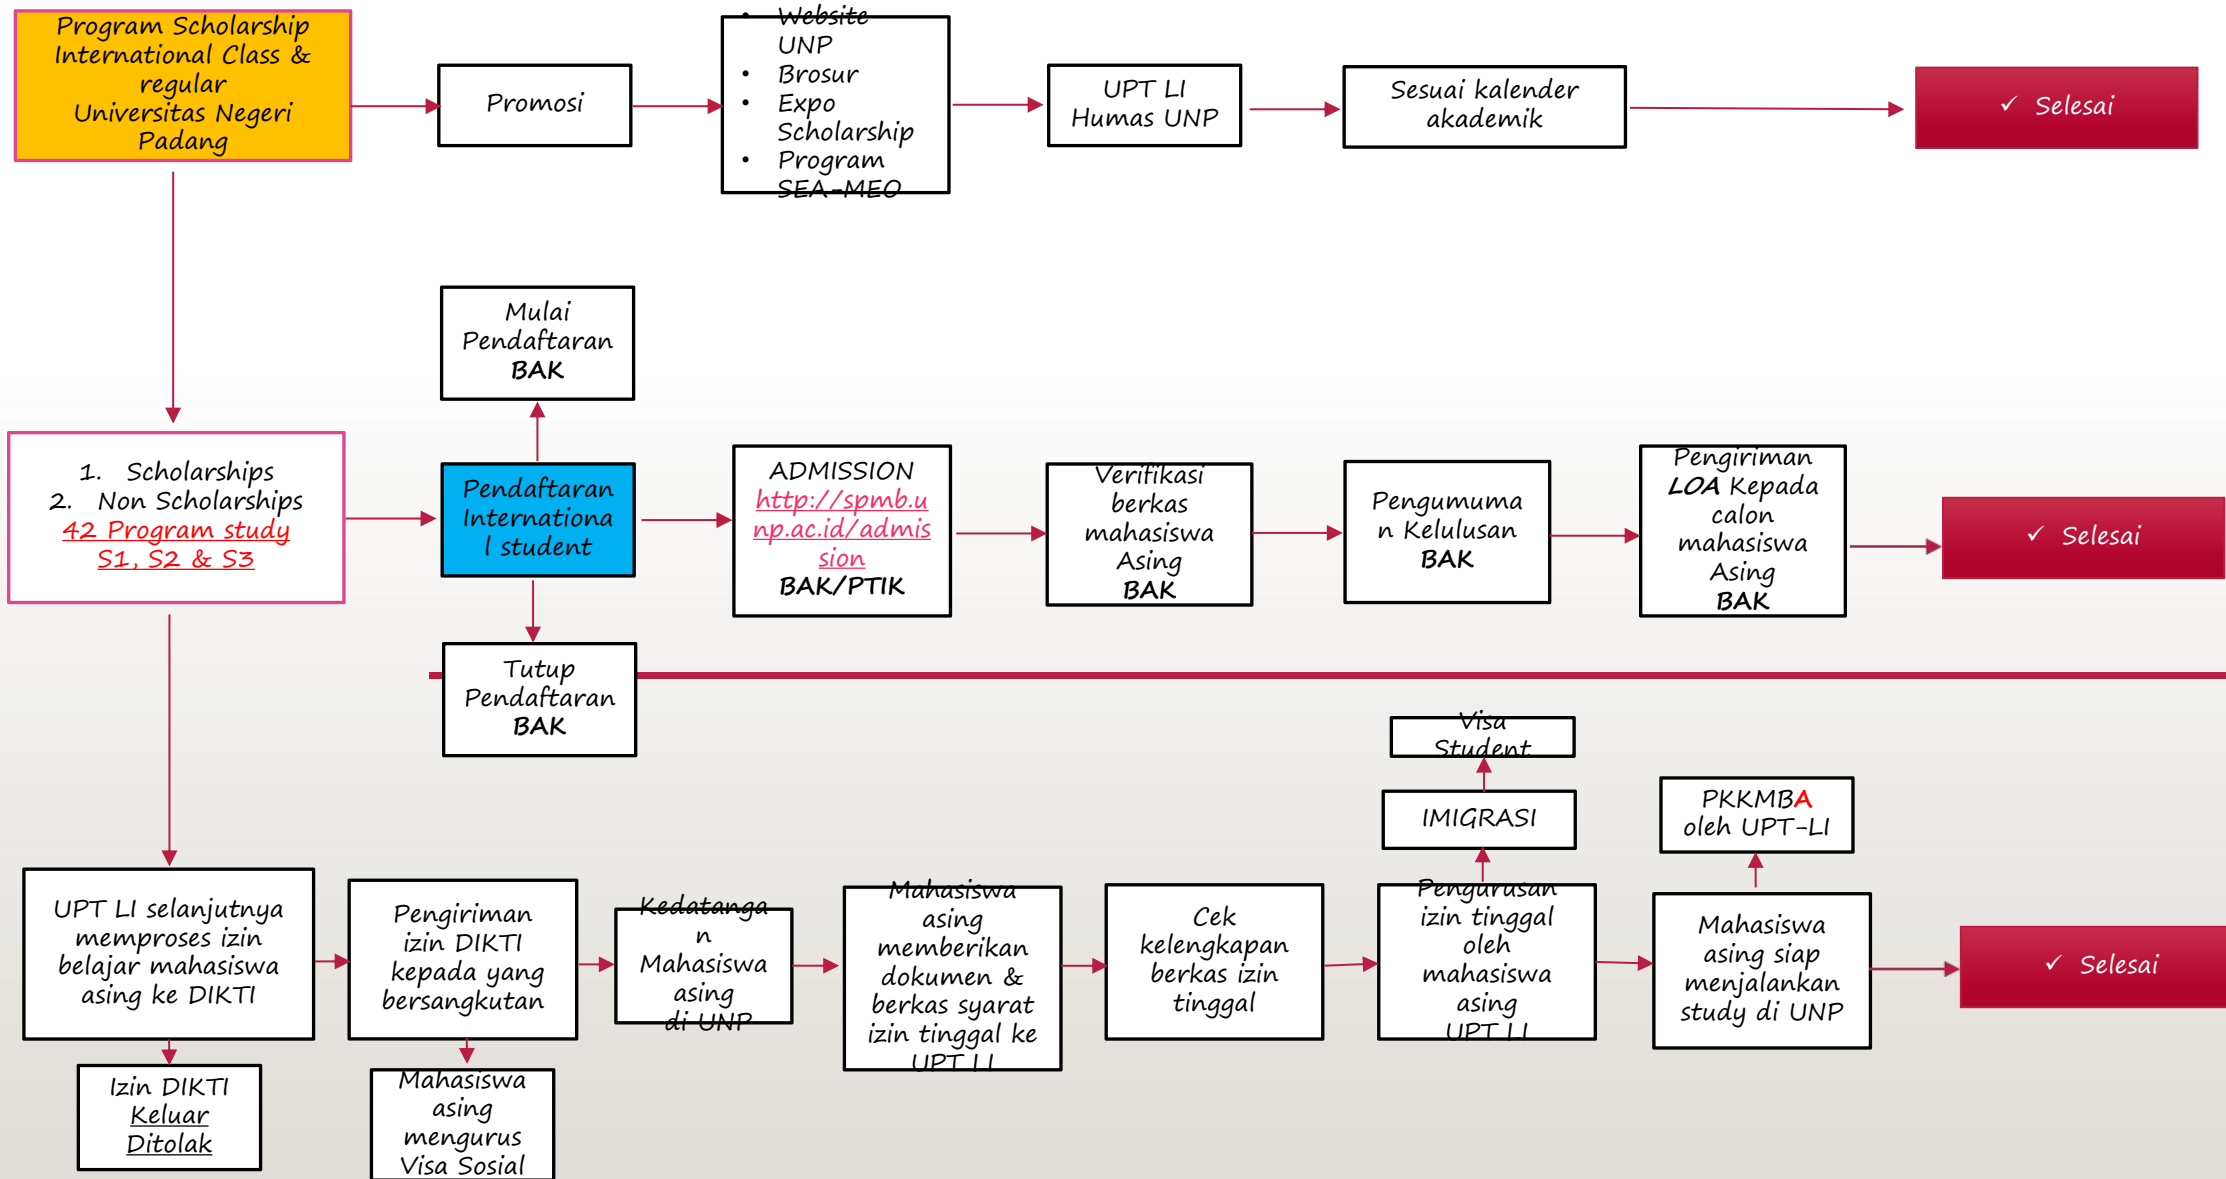 Program Scholarship
International Class &
regular
Universitas Negeri
Padang
Promosi
• Website
UNP
• Brosur
• Expo
Scholarship
• Program
SEA-MEO
UPT LI
Humas UNP
Sesuai kalender
akademik
✓ Selesai
Mulai
Pendaftaran
BAK
1. Scholarships
2. Non Scholarships
42 Program study
S1, S2 & S3
Pendaftaran
Internationa
l student
ADMISSION
http://spmb.u
np.ac.id/admis
sion
BAK/PTIK
Verifikasi
berkas
mahasiswa
Asing
BAK
Pengumuma
n Kelulusan
BAK
Pengiriman
LOA Kepada
calon
mahasiswa
Asing
BAK
✓ Selesai
Tutup
Pendaftaran
BAK
Visa
Student
IMIGRASI
PKKMBA
oleh UPT-LI
UPT LI selanjutnya
memproses izin
belajar mahasiswa
asing ke DIKTI
Pengiriman
izin DIKTI
kepada yang
bersangkutan
Kedatanga
n
Mahasiswa
asing
di UNP
Mahasiswa
asing
memberikan
dokumen &
berkas syarat
izin tinggal ke
UPT LI
Cek
kelengkapan
berkas izin
tinggal
Pengurusan
izin tinggal
oleh
mahasiswa
asing
UPT LI
Mahasiswa
asing siap
menjalankan
study di UNP
✓ Selesai
Izin DIKTI
Keluar
Ditolak
Mahasiswa
asing
mengurus
Visa Sosial